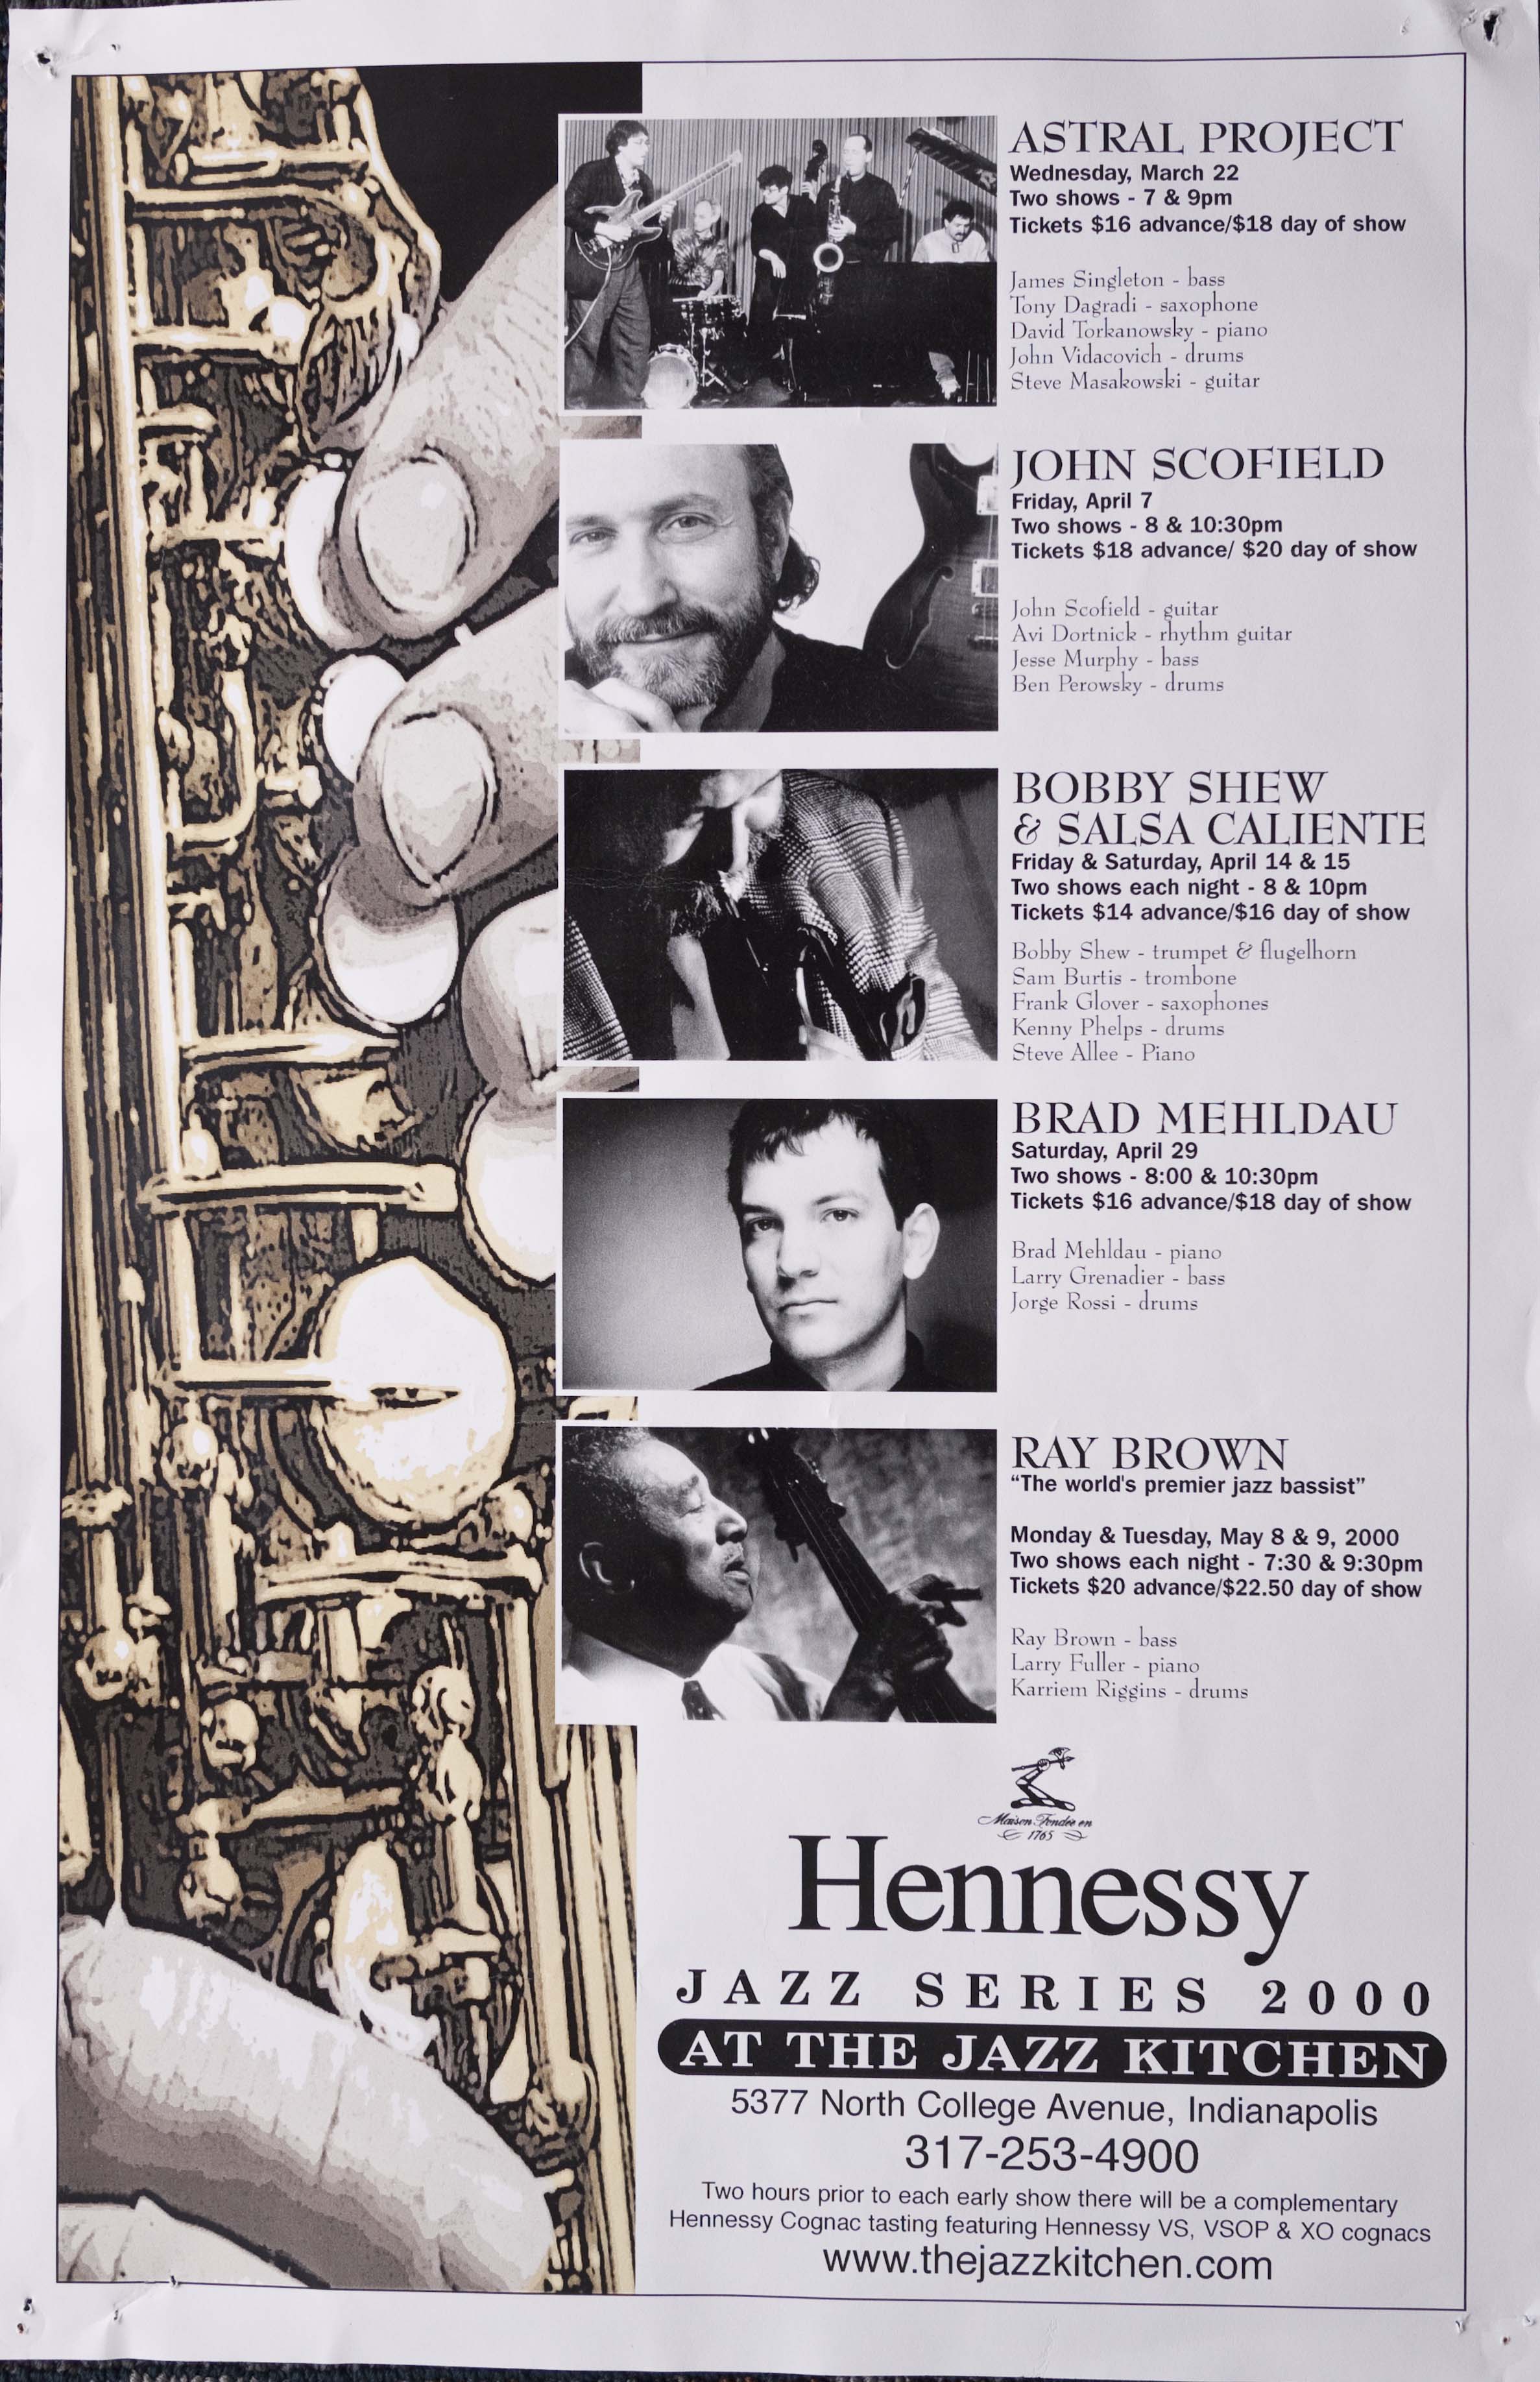 ASTRAL PROJECT
Wednesday, March 22
Two shows - 7 & 9pm
Tickets $16 advance/$18 day of show
James Singleton - bass
Tony Dagradi - saxophone
David Torkanowsky - piano
John Vidacovich - drums
Steve Masakowski - guitar
JOHN SCOFIELD
Friday, April 7
Two shows - 8 & 10:30pm
Tickets $18 advance/ $20 day of show
John Scofield - guitar
Avi Dortnick - rhythm guitar
Jesse Murphy - bass
Ben Perowsky - drums
BOBBY SHEW
& SALSA CALIENTE
Friday & Saturday, April 14 & 15
Two shows each night - 8 & 10pm
Tickets $14 advance/$16 day of show
Bobby Shew - trumpet & flugelhorn
Sam Burtis - trombone
Frank Glover - saxophones
Kenny Phelps - drums
Steve Allee - Piano
BRAD MEHLDAU
Saturday, April 29
Two shows - 8:00 & 10:30pm
Tickets $16 advance/$18 day of show
Brad Mehldau - piano
Larry Grenadier - bass
Jorge Rossi - drums
RAY BROWN
“The world's premier jazz bassist”
Monday & Tuesday, May 8 & 9, 2000
Two shows each night - 7:30 & 9:30pm
Tickets $20 advance/$22.50 day of show
Ray Brown - bass
Larry Fuller - piano
Karriem Riggins - drums
Maison Fondée en
1765
Hennessy
JAZZ SERIES 2000
AT THE JAZZ KITCHEN
5377 North College Avenue, Indianapolis
317-253-4900
Two hours prior to each early show there will be a complementary
Hennessy Cognac tasting featuring Hennessy VS, VSOP & XO cognacs
www.thejazzkitchen.com